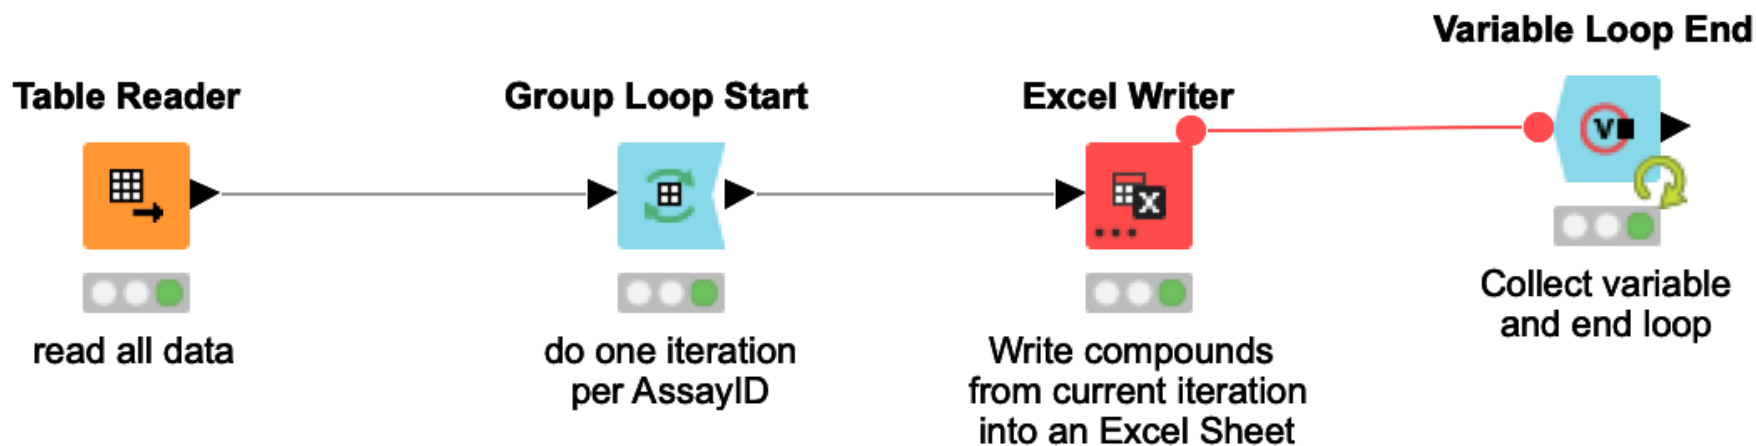 Variable Loop End
Table Reader
Group Loop Start
Excel Writer
V
X
read all data
do one iteration
per AssayID
Write compounds
from current iteration
into an Excel Sheet
Collect variable
and end loop